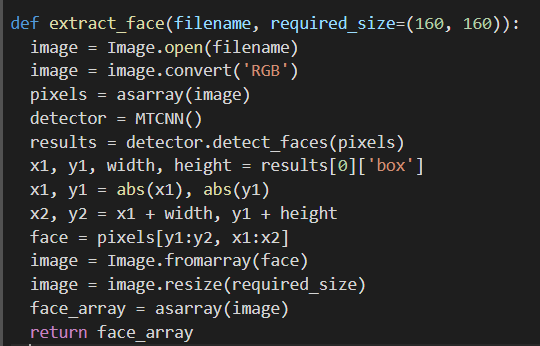 def extract_face(filename, required_size=(160, 160)):
  image = Image.open(filename)
  image = image.convert('RGB')
  pixels = asarray(image)
  detector = MTCNN()
  results = detector.detect_faces(pixels)
  x1, y1, width, height = results[0]['box']
  x1, y1 = abs(x1), abs(y1)
  x2, y2 = x1 + width, y1 + height
  face = pixels[y1:y2, x1:x2]
  image = Image.fromarray(face)
  image = image.resize(required_size)
  face_array = asarray(image)
  return face_array